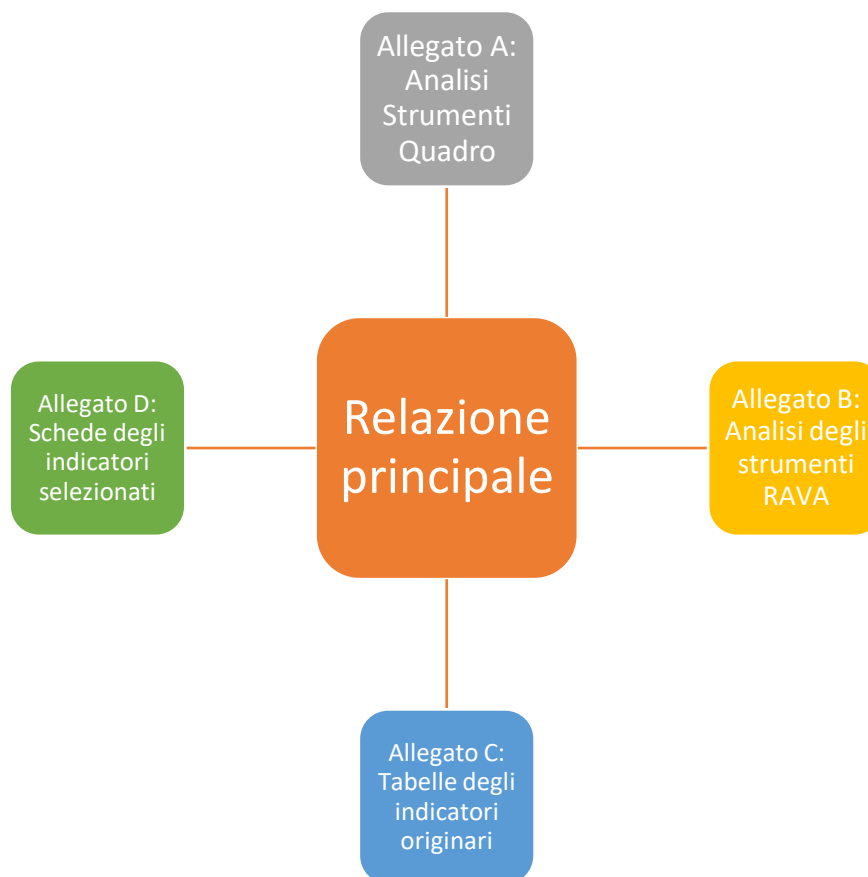 Allegato A:
Analisi
Strumenti
Quadro
Allegato D:
Schede degli
indicatori
selezionati
Relazione
principale
Allegato B:
Analisi degli
strumenti
RAVA
Allegato C:
Tabelle degli
indicatori
originari